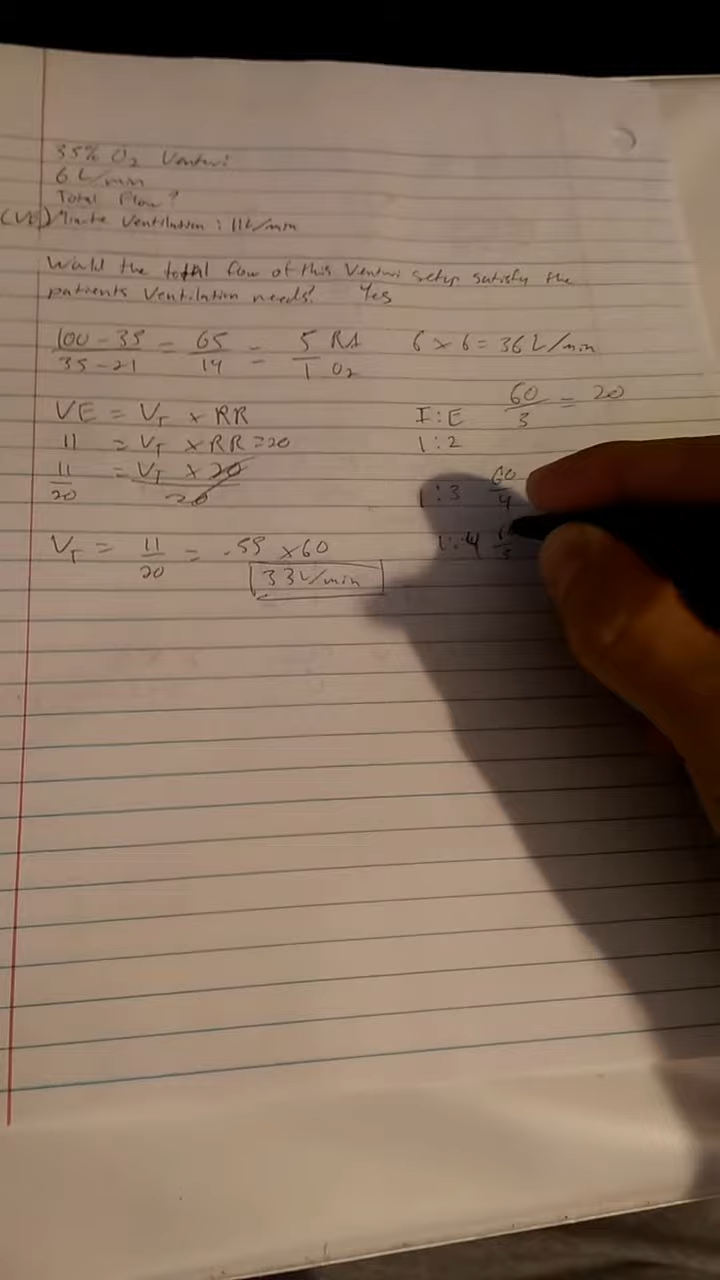 35% O2 Venturi
6 L/min
Total Flow?
(VE) Minute Ventilation : 11L/min
Would the total flow of this Venturi setup satisfy the
patients Ventilation needs? Yes
100 - 35 / 35 - 21 = 65 / 14 = 5 RA / 1 O2
6 x 6 = 36 L/min
VE = VT x RR
11 = VT x RR = 20
11 / 20 = VT x 20 / 20
VT = 11 / 20 = .55 x 60
33L/min
I:E 60 / 3 = 20
1:2
1:3 60 / 4
1:4